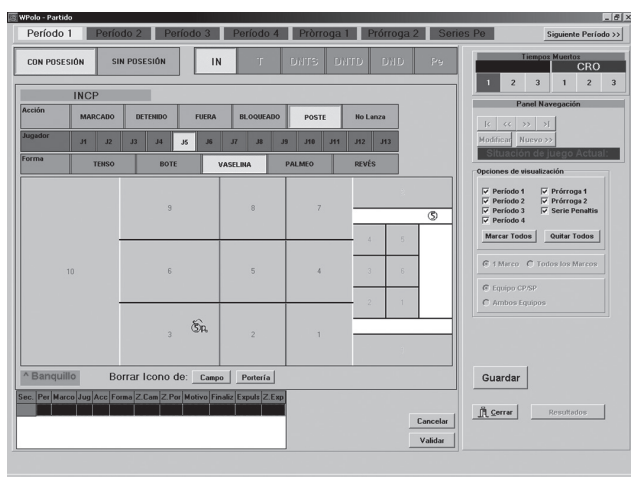 WPolo - Partido
Período 1 Período 2 Período 3 Período 4 Prórroga 1 Prórroga 2 Series Pe Siguiente Período >>
CON POSESIÓN SIN POSESIÓN IN T DNTS DNTD DND Pe
Tiempos Muertos
CRO
1 2 3 1 2 3
INCP
Acción MARCADO DETENIDO FUERA BLOQUEADO POSTE No Lanza
Jugador J1 J2 J3 J4 J5 J6 J7 J8 J9 J10 J11 J12 J13
Forma TENSO BOTE VASELINA PALMEO REVÉS
Panel Navegación
|< << >> >|
Modificar Nuevo >>
Situación de juego Actual:
Opciones de visualización
Período 1 Prórroga 1
Período 2 Prórroga 2
Período 3 Serie Penaltis
Período 4
Marcar Todos Quitar Todos
1 Marco Todos los Marcos
Equipo CP/SP
Ambos Equipos
9 8 7
5
4 5
10 6 5 4
3 6
2 1
3 2 1
^ Banquillo Borrar Icono de: Campo Portería
Guardar
Sec. Per Marco Jug Acc Forma Z.Cam Z.Por Motivo Finaliz Expuls Z.Exp
Cancelar
Validar
Cerrar Resultados